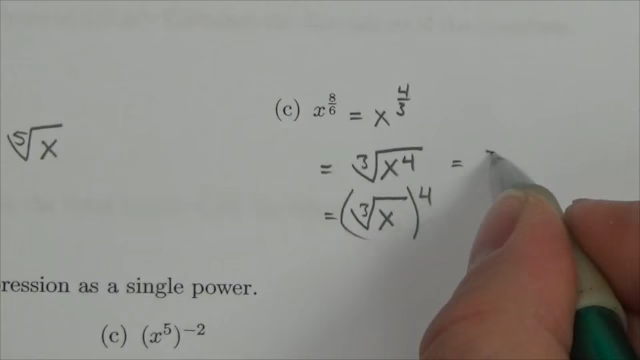 (c) x^{8/6} = x^{4/3}
⁵√x
= ³√x⁴ =
= (³√x)⁴
ression as a single power.
(c) (x⁵)⁻²